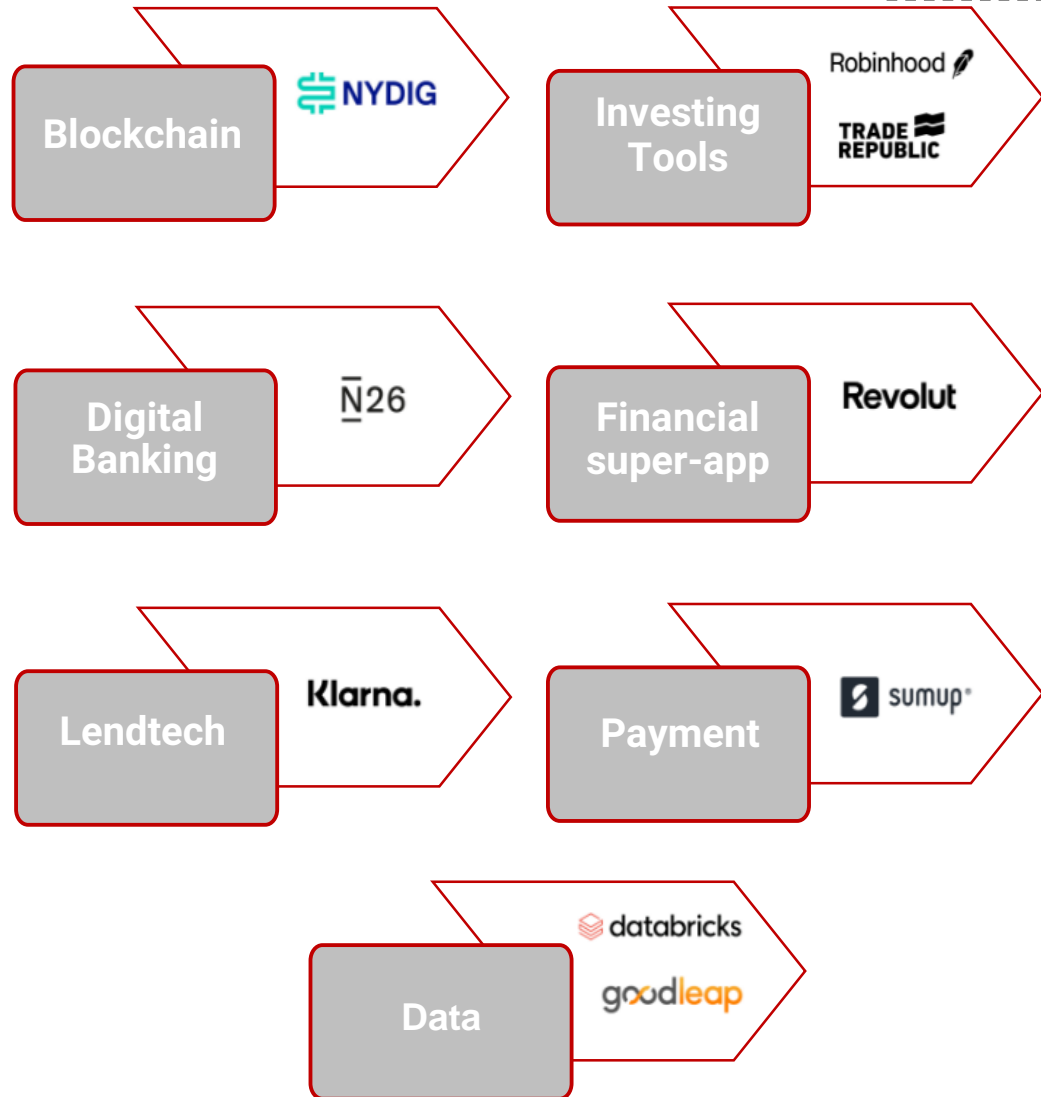 Blockchain
NYDIG
Investing
Tools
Robinhood
TRADE
REPUBLIC
Digital
Banking
N26
Financial
super-app
Revolut
Lendtech
Klarna.
Payment
sumup®
Data
databricks
goodleap